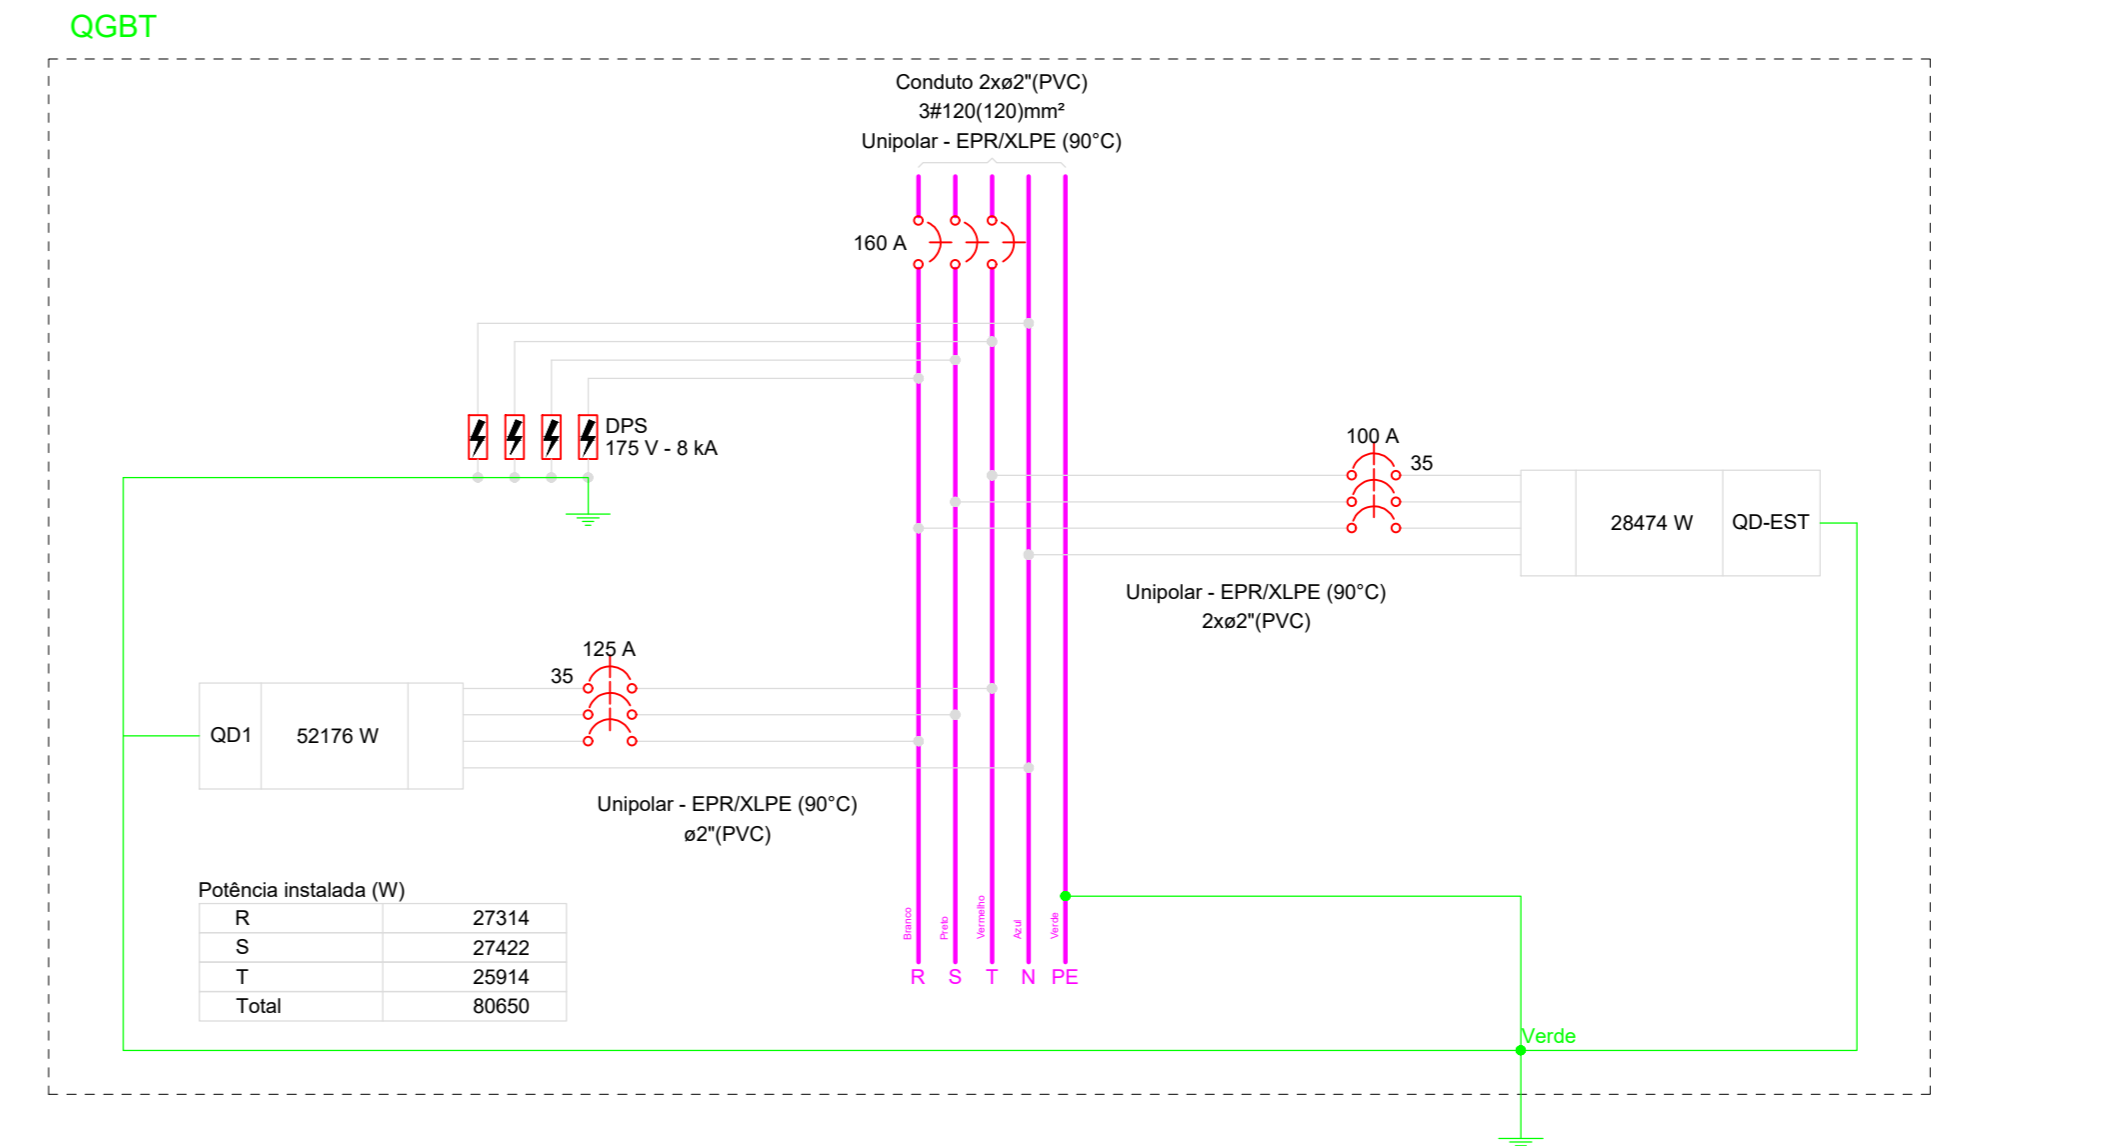 QGBT
Conduto 2xø2"(PVC)
3#120(120)mm²
Unipolar - EPR/XLPE (90°C)
160 A
DPS
175 V - 8 kA
100 A
35
28474 W
QD-EST
Unipolar - EPR/XLPE (90°C)
2xø2"(PVC)
125 A
35
QD1
52176 W
Unipolar - EPR/XLPE (90°C)
ø2"(PVC)
Potência instalada (W)
R 27314
S 27422
T 25914
Total 80650
Branco
Preto
Vermelho
Azul
Verde
R S T N PE
Verde